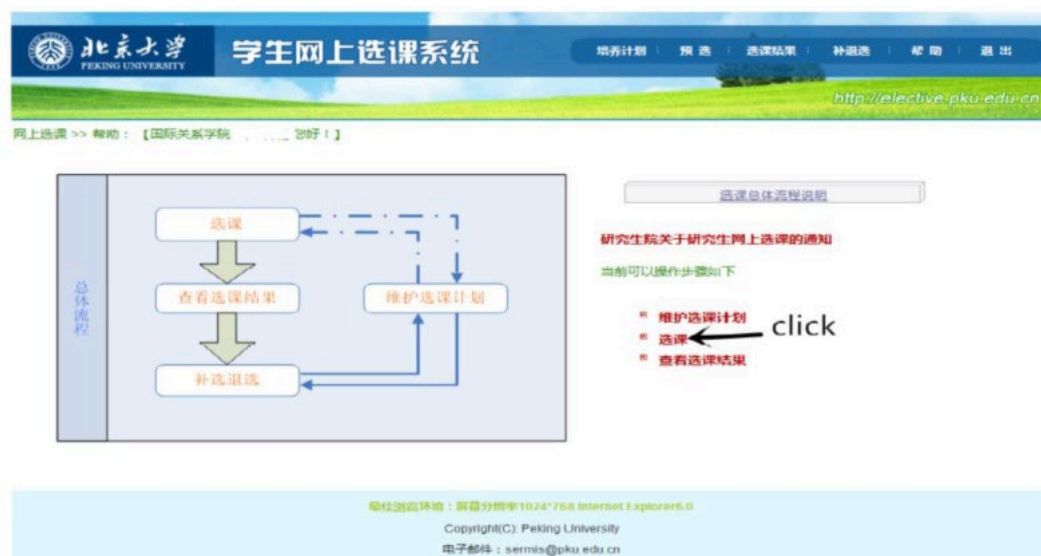 北京大学
PEKING UNIVERSITY
学生网上选课系统
培养计划 预 选 选课结果 补退选 帮 助 退 出
http://elective.pku.edu.cn
网上选课 >> 帮助: 【国际关系学院 您好!】
总体流程
选课
查看选课结果
维护选课计划
补选退选
选课总体流程说明
研究生院关于研究生网上选课的通知
当前可以操作步骤如下
维护选课计划
选课
click
查看选课结果
最佳浏览环境:屏幕分辨率1024*768 Internet Explorer6.0
Copyright(C): Peking University
电子邮件:sermis@pku.edu.cn